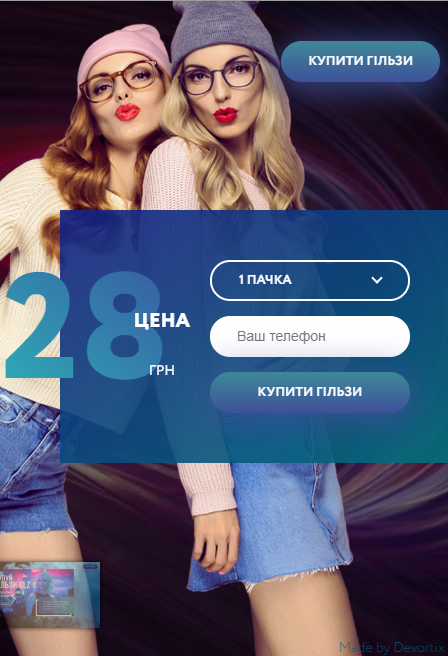 КУПИТИ ГІЛЬЗИ
28
ЦЕНА
ГРН
1 ПАЧКА
Ваш телефон
КУПИТИ ГІЛЬЗИ
Made by Devortix